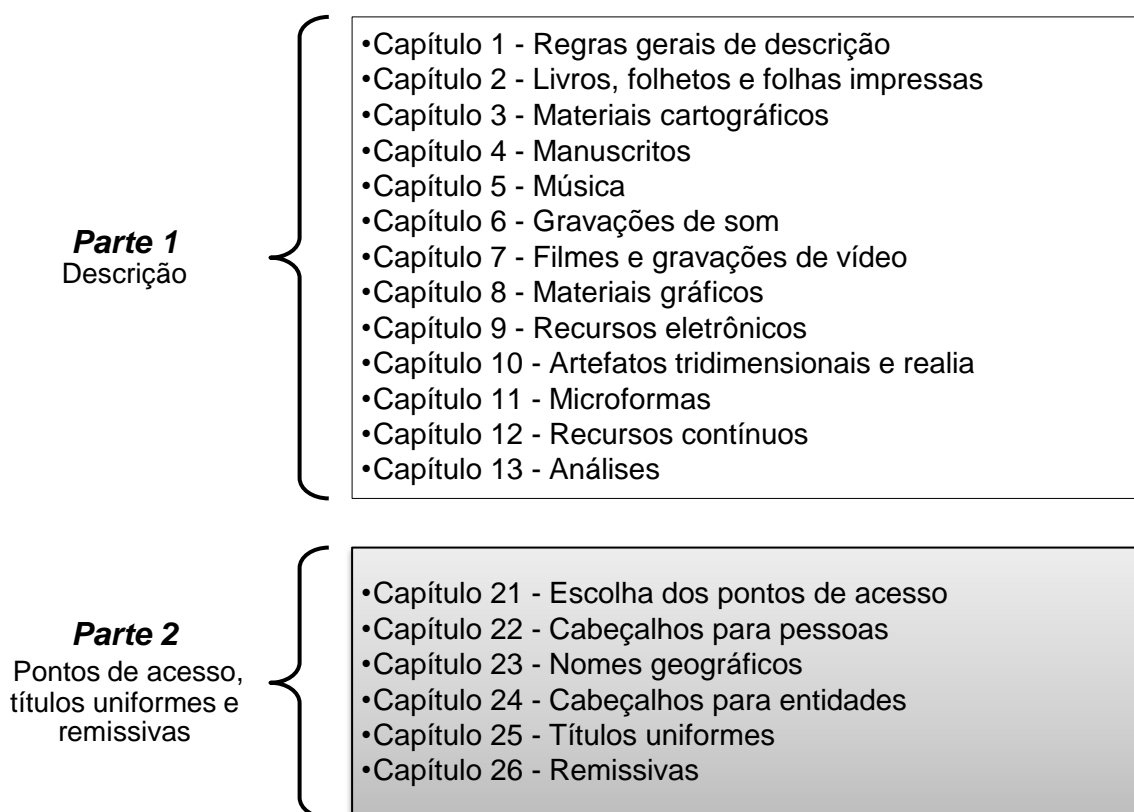 Parte 1
Descrição
•Capítulo 1 - Regras gerais de descrição
•Capítulo 2 - Livros, folhetos e folhas impressas
•Capítulo 3 - Materiais cartográficos
•Capítulo 4 - Manuscritos
•Capítulo 5 - Música
•Capítulo 6 - Gravações de som
•Capítulo 7 - Filmes e gravações de vídeo
•Capítulo 8 - Materiais gráficos
•Capítulo 9 - Recursos eletrônicos
•Capítulo 10 - Artefatos tridimensionais e realia
•Capítulo 11 - Microformas
•Capítulo 12 - Recursos contínuos
•Capítulo 13 - Análises
Parte 2
Pontos de acesso,
títulos uniformes e
remissivas
•Capítulo 21 - Escolha dos pontos de acesso
•Capítulo 22 - Cabeçalhos para pessoas
•Capítulo 23 - Nomes geográficos
•Capítulo 24 - Cabeçalhos para entidades
•Capítulo 25 - Títulos uniformes
•Capítulo 26 - Remissivas